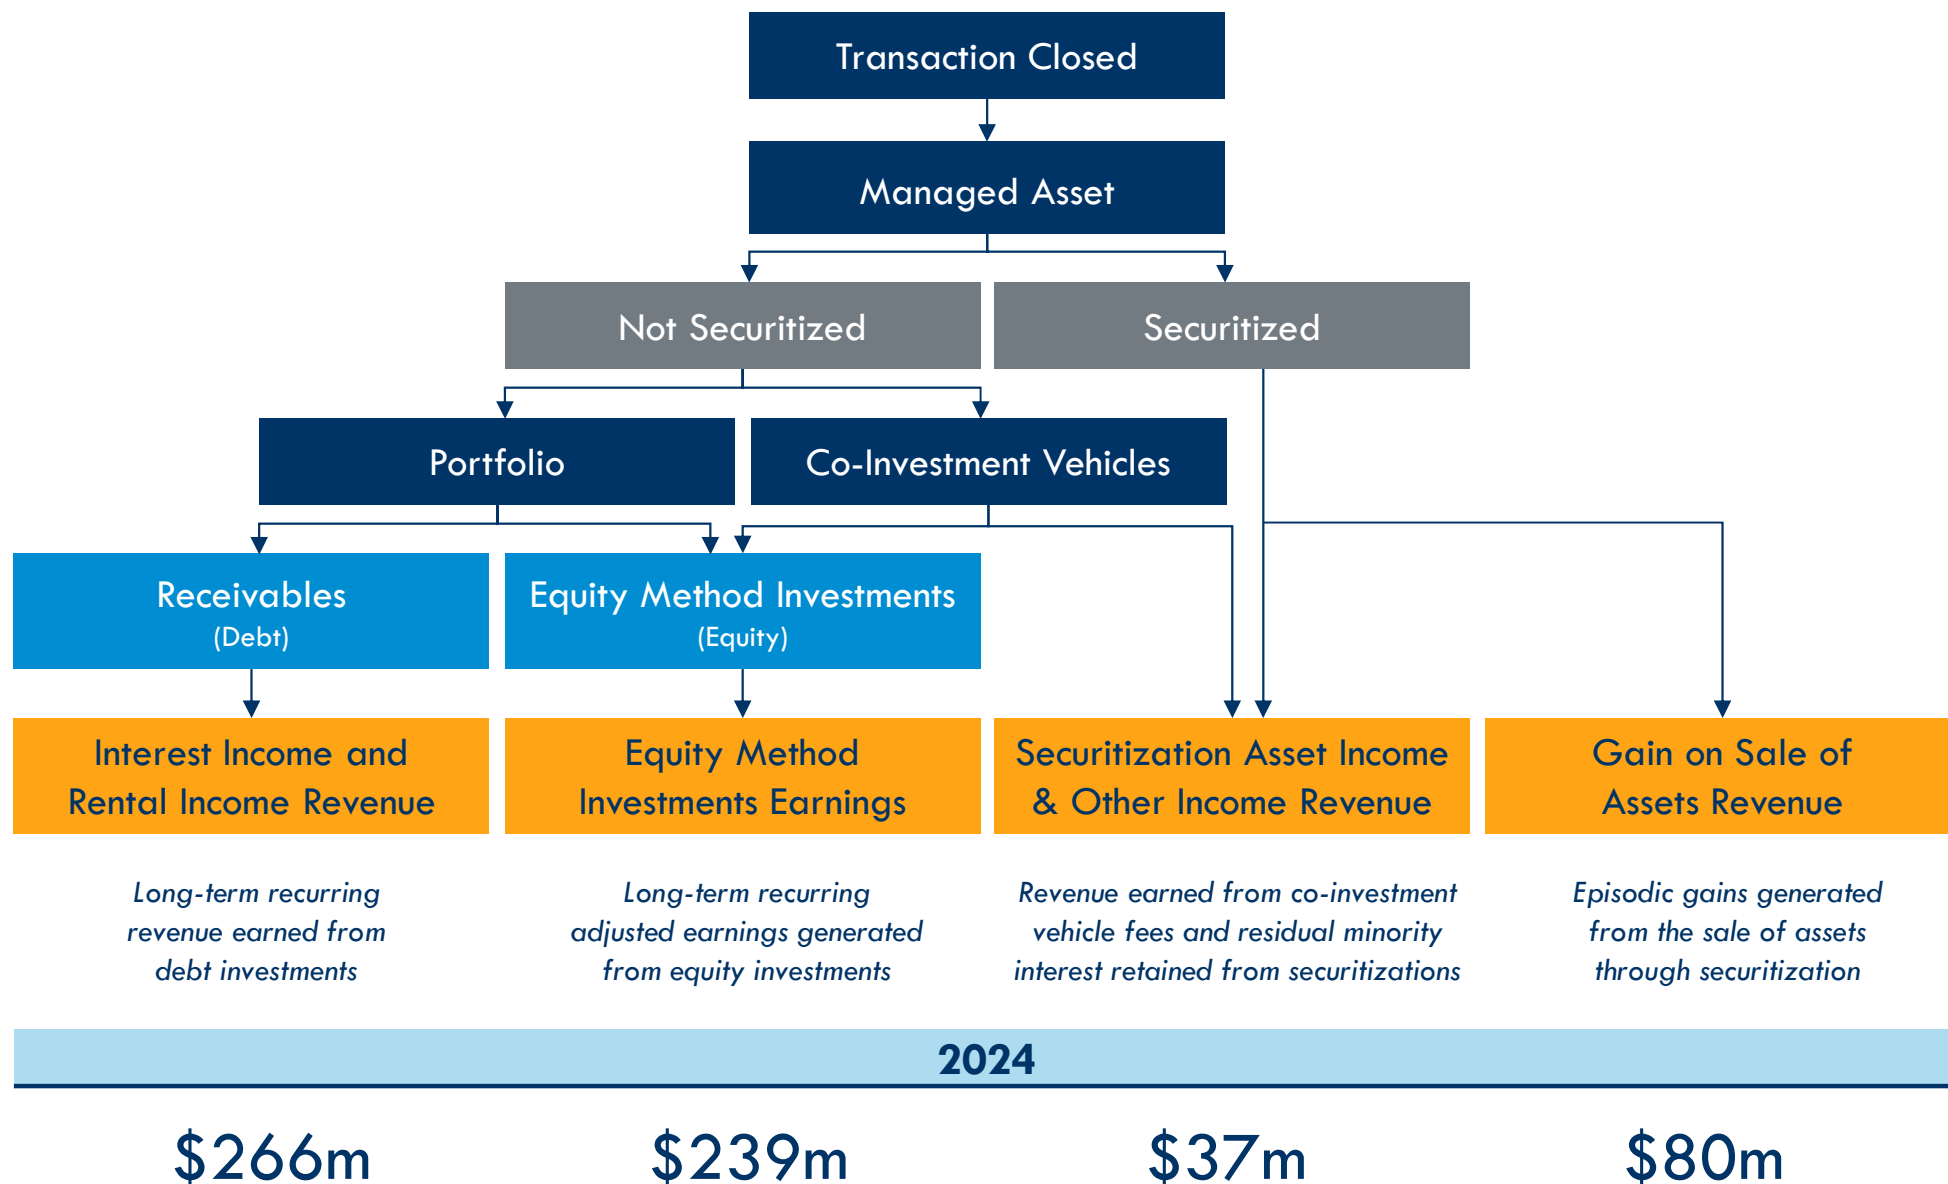 Transaction Closed
Managed Asset
Not Securitized
Securitized
Portfolio
Co-Investment Vehicles
Receivables
(Debt)
Equity Method Investments
(Equity)
Interest Income and
Rental Income Revenue
Equity Method
Investments Earnings
Securitization Asset Income
& Other Income Revenue
Gain on Sale of
Assets Revenue
Long-term recurring
revenue earned from
debt investments
Long-term recurring
adjusted earnings generated
from equity investments
Revenue earned from co-investment
vehicle fees and residual minority
interest retained from securitizations
Episodic gains generated
from the sale of assets
through securitization
2024
$266m
$239m
$37m
$80m